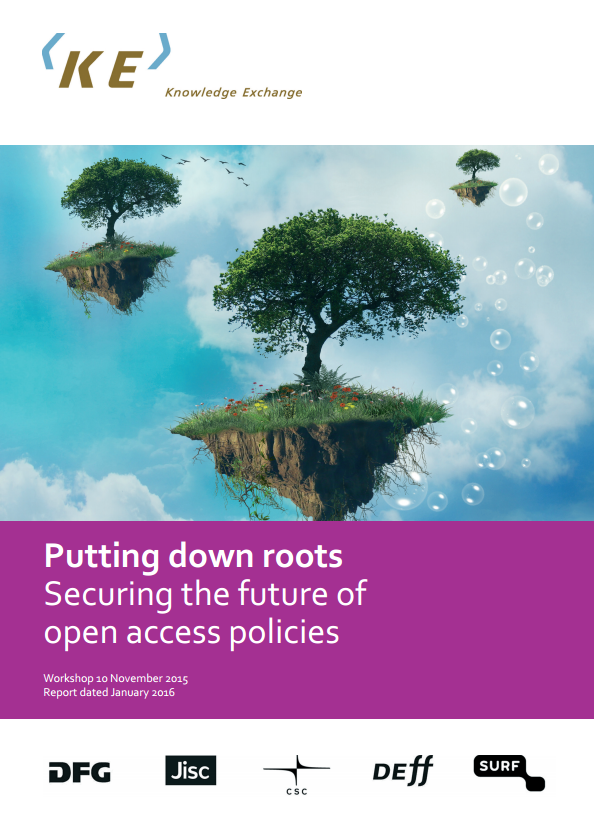 KE
Knowledge Exchange
Putting down roots
Securing the future of
open access policies
Workshop 10 November 2015
Report dated January 2016
DFG Jisc CSC DEff SURF